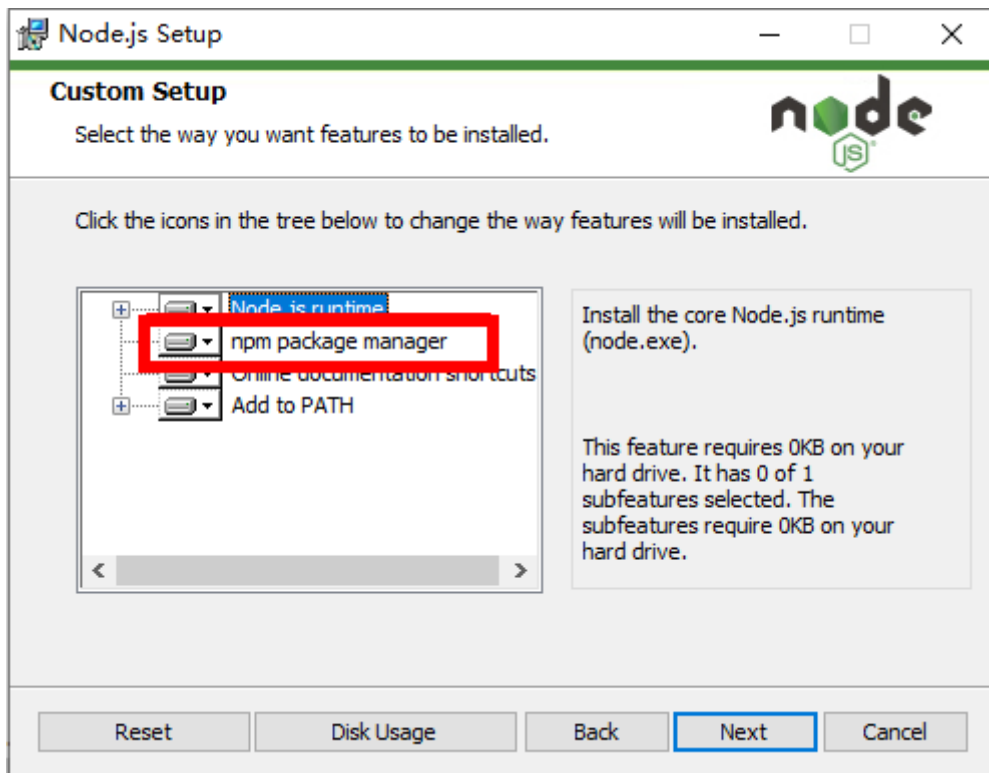 Node.js Setup
Custom Setup
Select the way you want features to be installed.
node
JS
Click the icons in the tree below to change the way features will be installed.
Node.js runtime
npm package manager
Online documentation shortcuts
Add to PATH
Install the core Node.js runtime
(node.exe).
This feature requires 0KB on your
hard drive. It has 0 of 1
subfeatures selected. The
subfeatures require 0KB on your
hard drive.
Reset
Disk Usage
Back
Next
Cancel